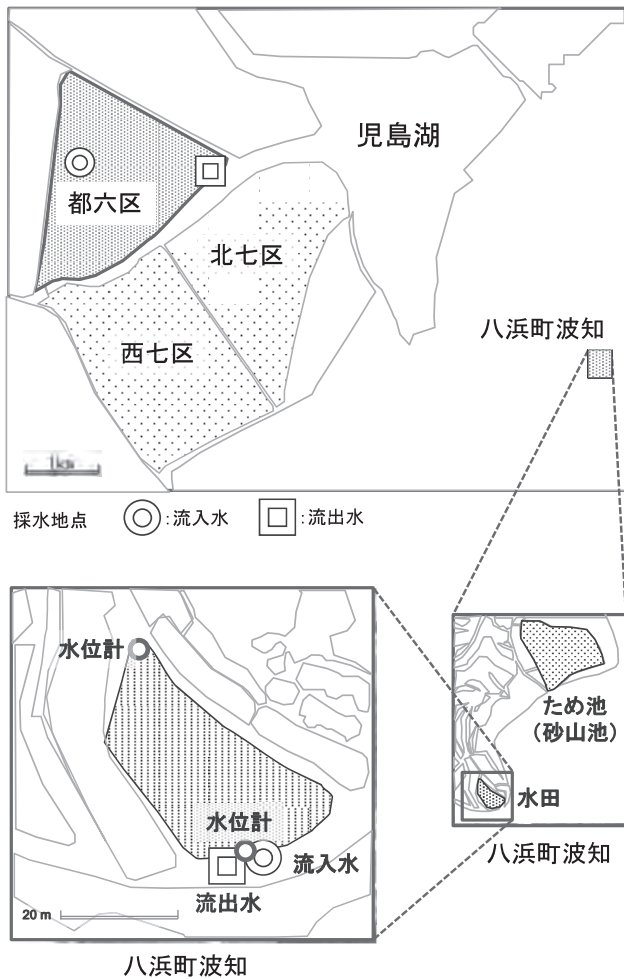 児島湖
都六区
北七区
西七区
八浜町波知
1km
採水地点 :流入水 :流出水
水位計
水位計
流入水
流出水
20 m
八浜町波知
ため池
(砂山池)
水田
八浜町波知